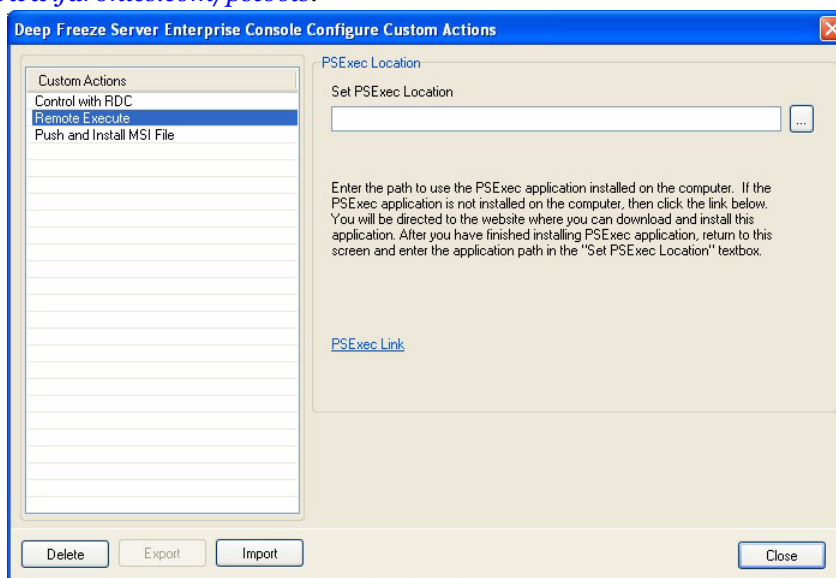 Deep Freeze Server Enterprise Console Configure Custom Actions
Custom Actions
Control with RDC
Remote Execute
Push and Install MSI File
PSExec Location
Set PSExec Location
...
Enter the path to use the PSExec application installed on the computer. If the
PSExec application is not installed on the computer, then click the link below.
You will be directed to the website where you can download and install this
application. After you have finished installing PSExec application, return to this
screen and enter the application path in the "Set PSExec Location" textbox.
PSExec Link
Delete
Export
Import
Close